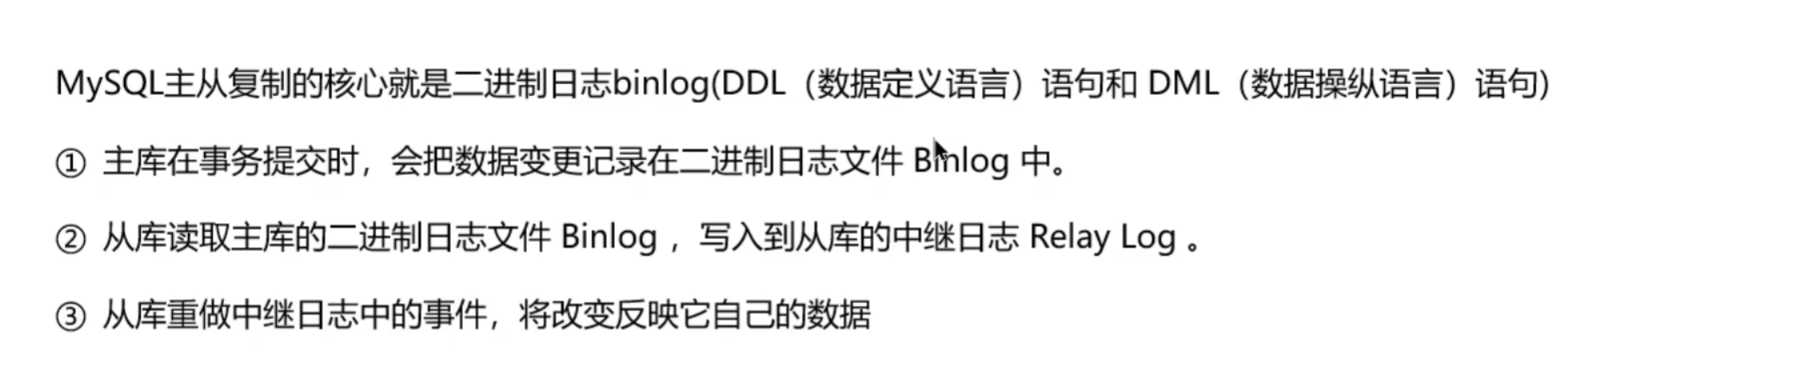 MySQL主从复制的核心就是二进制日志binlog(DDL（数据定义语言）语句和 DML（数据操纵语言）语句)
① 主库在事务提交时，会把数据变更记录在二进制日志文件 Binlog 中。
② 从库读取主库的二进制日志文件 Binlog ，写入到从库的中继日志 Relay Log 。
③ 从库重做中继日志中的事件，将改变反映它自己的数据